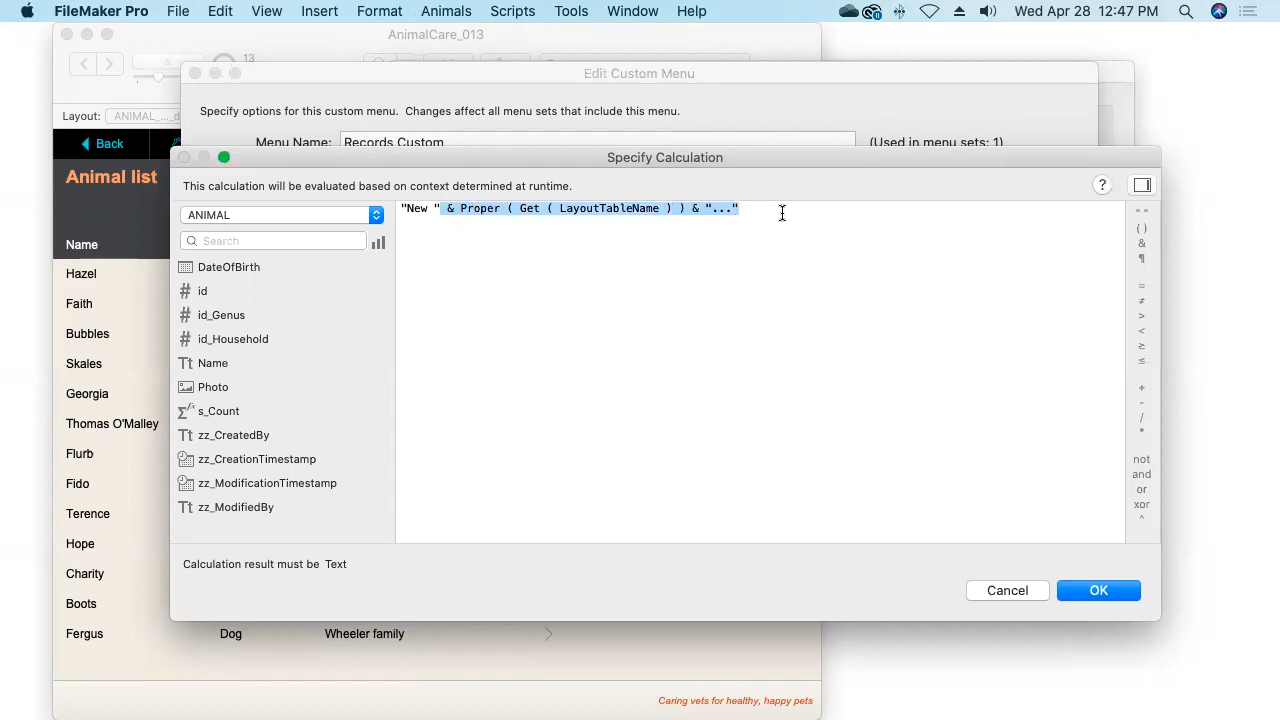 FileMaker Pro File Edit View Insert Format Animals Scripts Tools Window Help Wed Apr 28 12:47 PM
AnimalCare_013
13
Edit Custom Menu
Specify options for this custom menu. Changes affect all menu sets that include this menu.
Layout: ANIMAL_..._d
Menu Name: Records Custom (Used in menu sets: 1)
Back
Specify Calculation
Animal list
This calculation will be evaluated based on context determined at runtime. ?
ANIMAL
"New " & Proper ( Get ( LayoutTableName ) ) & "..."
Search
Name
DateOfBirth
id
id_Genus
id_Household
Name
Photo
s_Count
zz_CreatedBy
zz_CreationTimestamp
zz_ModificationTimestamp
zz_ModifiedBy
" "
( )
&
¶
=
≠
>
<
≥
≤
+
-
/
*
not
and
or
xor
^
Calculation result must be Text
Cancel OK
Hazel
Faith
Bubbles
Skales
Georgia
Thomas O'Malley
Flurb
Fido
Terence
Hope
Charity
Boots
Fergus Dog Wheeler family
Caring vets for healthy, happy pets